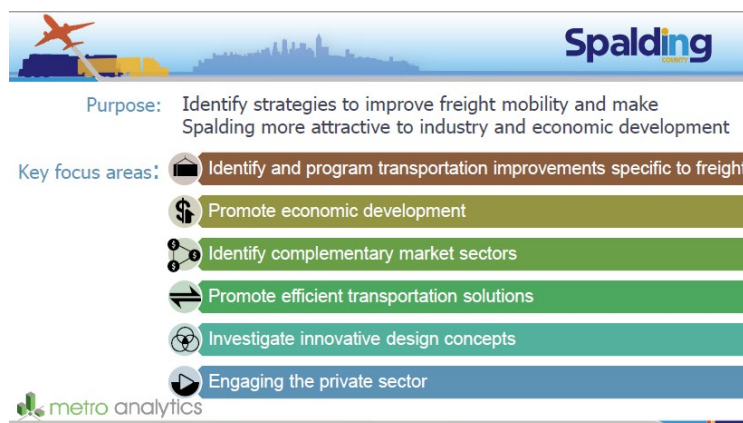 Spalding
COUNTY
Purpose: Identify strategies to improve freight mobility and make
Spalding more attractive to industry and economic development
Key focus areas: Identify and program transportation improvements specific to freight
Promote economic development
Identify complementary market sectors
Promote efficient transportation solutions
Investigate innovative design concepts
Engaging the private sector
metro analytics